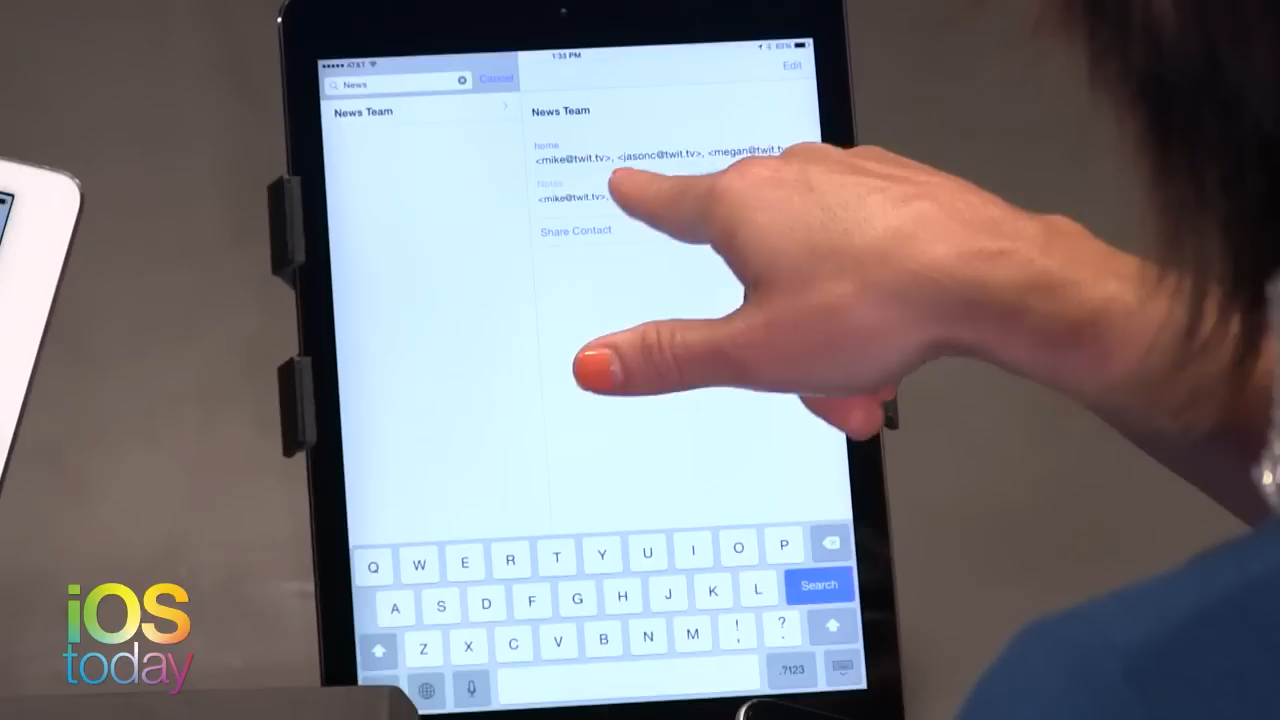 AT&T
1:33 PM
83%
News
Cancel
Edit
News Team
News Team
home
<mike@twit.tv>, <jasonc@twit.tv>, <megan@twit.tv
Notes
<mike@twit.tv>,
Share Contact
Q W E R T Y U I O P
A S D F G H J K L Search
Z X C V B N M ! , ? .
.?123
iOS
today